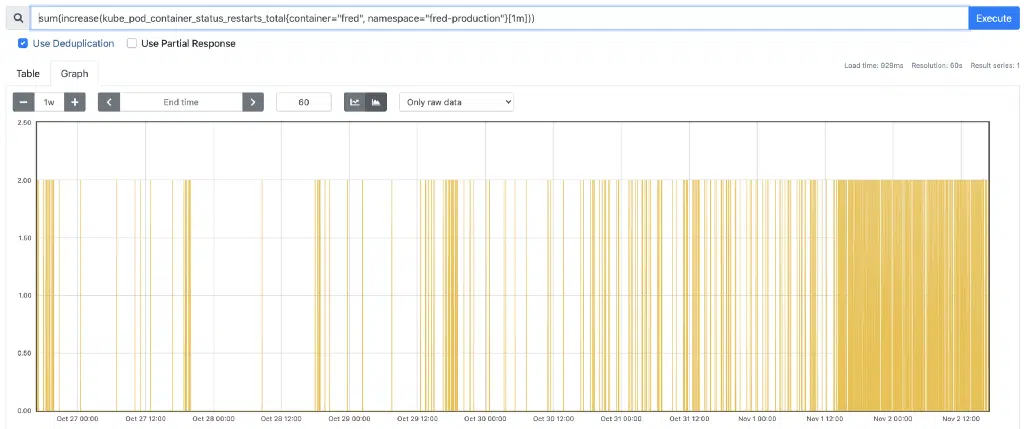 sum(increase(kube_pod_container_status_restarts_total{container="fred", namespace="fred-production"}[1m]))
Execute
Use Deduplication
Use Partial Response
Load time: 929ms Resolution: 60s Result series: 1
Table
Graph
1w
End time
60
Only raw data
2.50
2.00
1.50
1.00
0.50
0.00
Oct 27 00:00 Oct 27 12:00 Oct 28 00:00 Oct 28 12:00 Oct 29 00:00 Oct 29 12:00 Oct 30 00:00 Oct 30 12:00 Oct 31 00:00 Oct 31 12:00 Nov 1 00:00 Nov 1 12:00 Nov 2 00:00 Nov 2 12:00